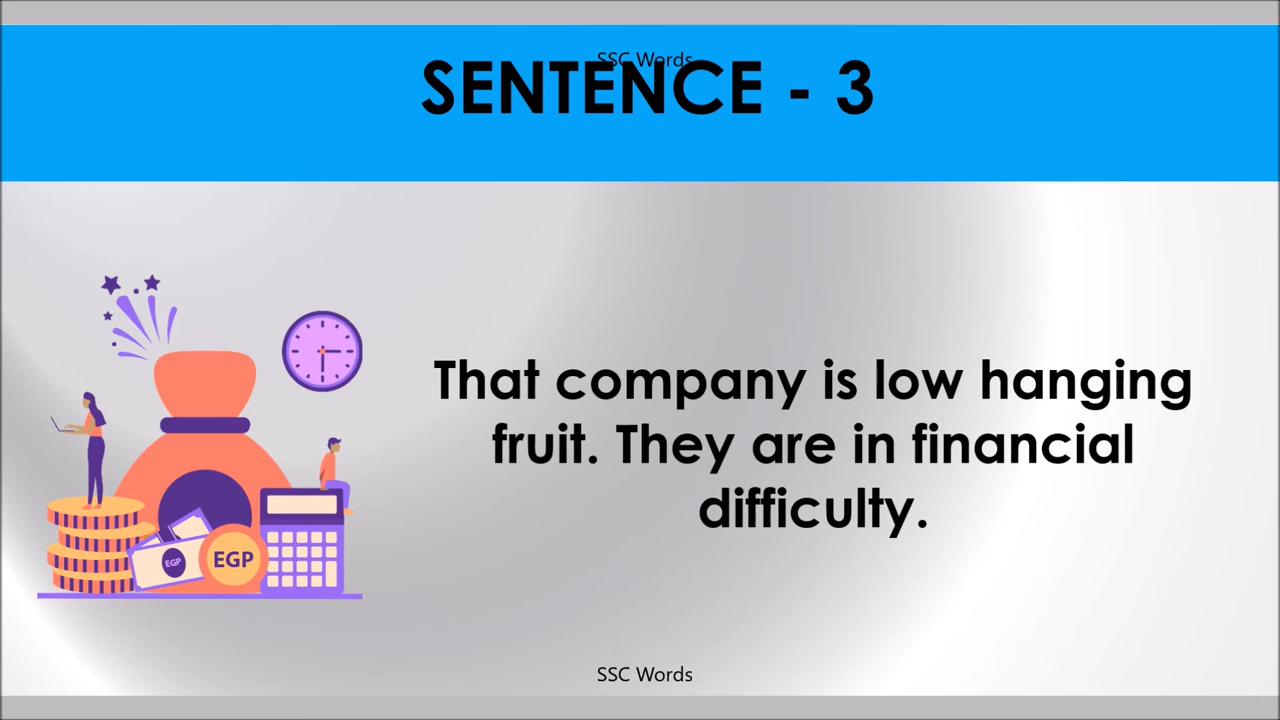 SSC Words
SENTENCE - 3
That company is low hanging
fruit. They are in financial
difficulty.
EGP
EGP
SSC Words